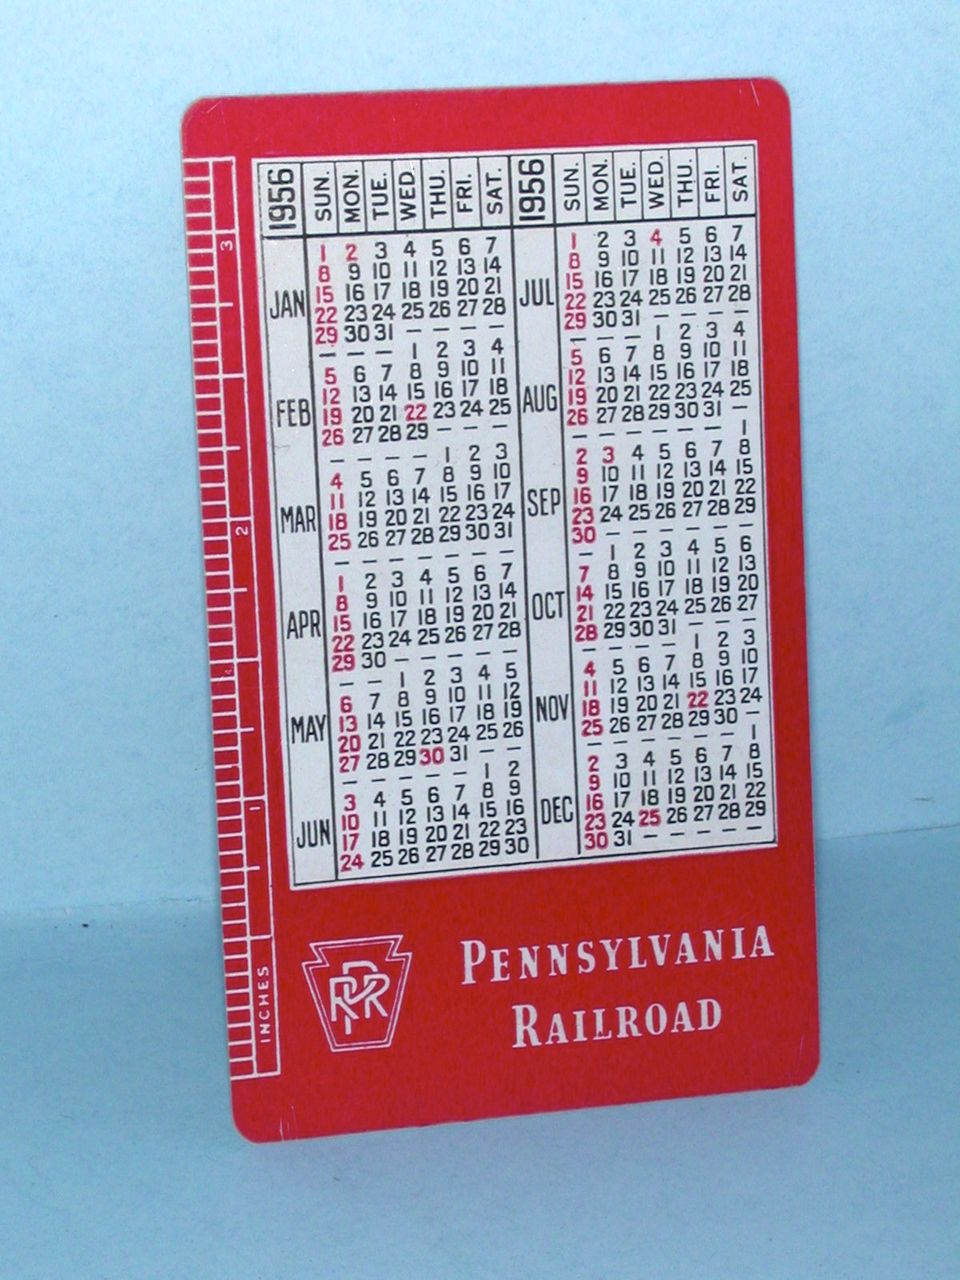 1956 SUN. MON. TUE. WED. THU. FRI. SAT.
1 2 3 4 5 6 7
8 9 10 11 12 13 14
JAN 15 16 17 18 19 20 21
22 23 24 25 26 27 28
29 30 31 — — — —
— — — 1 2 3 4
5 6 7 8 9 10 11
FEB 12 13 14 15 16 17 18
19 20 21 22 23 24 25
26 27 28 29 — — —
— — — — 1 2 3
4 5 6 7 8 9 10
MAR 11 12 13 14 15 16 17
18 19 20 21 22 23 24
25 26 27 28 29 30 31
— — — — — — —
1 2 3 4 5 6 7
8 9 10 11 12 13 14
APR 15 16 17 18 19 20 21
22 23 24 25 26 27 28
29 30 — — — — —
— — 1 2 3 4 5
6 7 8 9 10 11 12
MAY 13 14 15 16 17 18 19
20 21 22 23 24 25 26
27 28 29 30 31 — —
— — — — — 1 2
3 4 5 6 7 8 9
JUN 10 11 12 13 14 15 16
17 18 19 20 21 22 23
24 25 26 27 28 29 30
1956 SUN. MON. TUE. WED. THU. FRI. SAT.
1 2 3 4 5 6 7
8 9 10 11 12 13 14
JUL 15 16 17 18 19 20 21
22 23 24 25 26 27 28
29 30 31 — — — —
— — — 1 2 3 4
5 6 7 8 9 10 11
AUG 12 13 14 15 16 17 18
19 20 21 22 23 24 25
26 27 28 29 30 31 —
— — — — — — 1
2 3 4 5 6 7 8
SEP 9 10 11 12 13 14 15
16 17 18 19 20 21 22
23 24 25 26 27 28 29
30 — — — — — —
— 1 2 3 4 5 6
7 8 9 10 11 12 13
OCT 14 15 16 17 18 19 20
21 22 23 24 25 26 27
28 29 30 31 — — —
— — — — 1 2 3
4 5 6 7 8 9 10
NOV 11 12 13 14 15 16 17
18 19 20 21 22 23 24
25 26 27 28 29 30 —
— — — — — — 1
2 3 4 5 6 7 8
DEC 9 10 11 12 13 14 15
16 17 18 19 20 21 22
23 24 25 26 27 28 29
30 31 — — — — —
INCHES 1 2 3
PRR
PENNSYLVANIA
RAILROAD